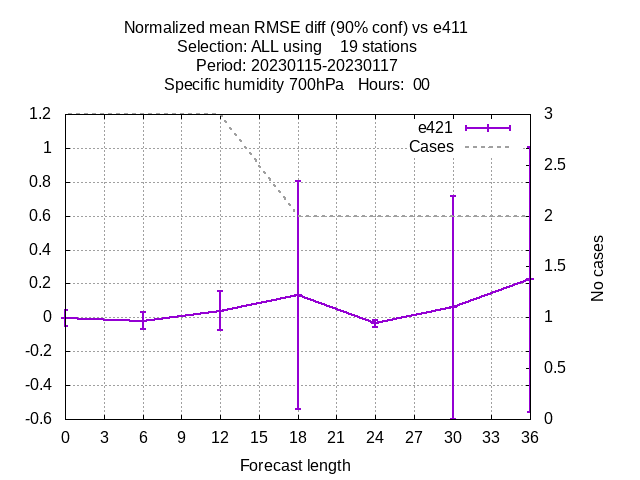 Normalized mean RMSE diff (90% conf) vs e411
Selection: ALL using    19 stations
Period: 20230115-20230117
Specific humidity 700hPa   Hours:  00
e421
Cases
1.2
1
0.8
0.6
0.4
0.2
0
-0.2
-0.4
-0.6
3
2.5
2
1.5
1
0.5
0
No cases
0 3 6 9 12 15 18 21 24 27 30 33 36
Forecast length